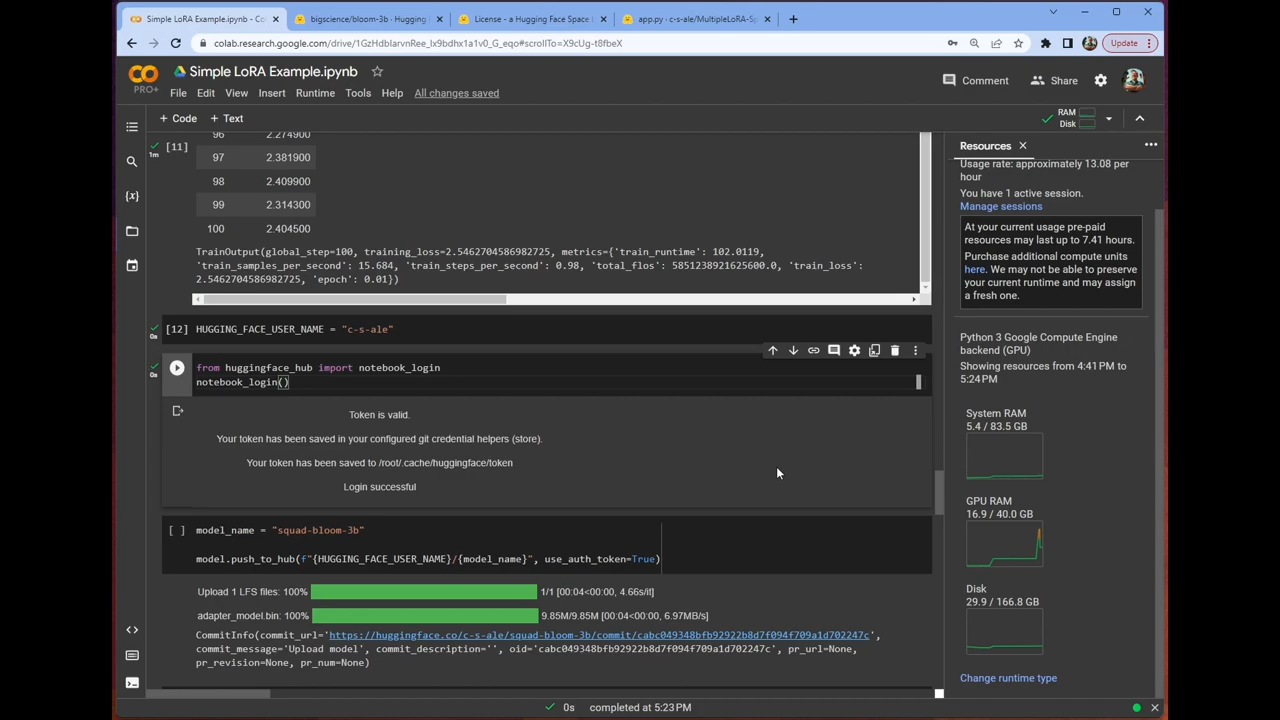 Simple LoRA Example.ipynb - Co
bigscience/bloom-3b · Hugging
License - a Hugging Face Space
app.py · c-s-ale/MultipleLoRA-Sp
colab.research.google.com/drive/1GzHdbIarvnRee_Ix9bdhx1a1v0_G_eqo#scrollTo=X9cUg-t8fbeX
Update
PRO+
Simple LoRA Example.ipynb
File Edit View Insert Runtime Tools Help All changes saved
Comment
Share
+ Code + Text
RAM
Disk
[11]
1m
96 2.274900
97 2.381900
98 2.409900
99 2.314300
100 2.404500
TrainOutput(global_step=100, training_loss=2.5462704586982725, metrics={'train_runtime': 102.0119,
'train_samples_per_second': 15.684, 'train_steps_per_second': 0.98, 'total_flos': 5851238921625600.0, 'train_loss':
2.5462704586982725, 'epoch': 0.01})
[12] HUGGING_FACE_USER_NAME = "c-s-ale"
0s
from huggingface_hub import notebook_login
0s
notebook_login()
Token is valid.
Your token has been saved in your configured git credential helpers (store).
Your token has been saved to /root/.cache/huggingface/token
Login successful
[ ] model_name = "squad-bloom-3b"
model.push_to_hub(f"{HUGGING_FACE_USER_NAME}/{model_name}", use_auth_token=True)
Upload 1 LFS files: 100% 1/1 [00:04<00:00, 4.66s/it]
adapter_model.bin: 100% 9.85M/9.85M [00:04<00:00, 6.97MB/s]
CommitInfo(commit_url='https://huggingface.co/c-s-ale/squad-bloom-3b/commit/cabc049348bfb92922b8d7f094f709a1d702247c',
commit_message='Upload model', commit_description='', oid='cabc049348bfb92922b8d7f094f709a1d702247c', pr_url=None,
pr_revision=None, pr_num=None)
Resources
Usage rate: approximately 13.08 per
hour
You have 1 active session.
Manage sessions
At your current usage pre-paid
resources may last up to 7.41 hours.
Purchase additional compute units
here. We may not be able to preserve
your current runtime and may assign
a fresh one.
Python 3 Google Compute Engine
backend (GPU)
Showing resources from 4:41 PM to
5:24 PM
System RAM
5.4 / 83.5 GB
GPU RAM
16.9 / 40.0 GB
Disk
29.9 / 166.8 GB
Change runtime type
0s completed at 5:23 PM